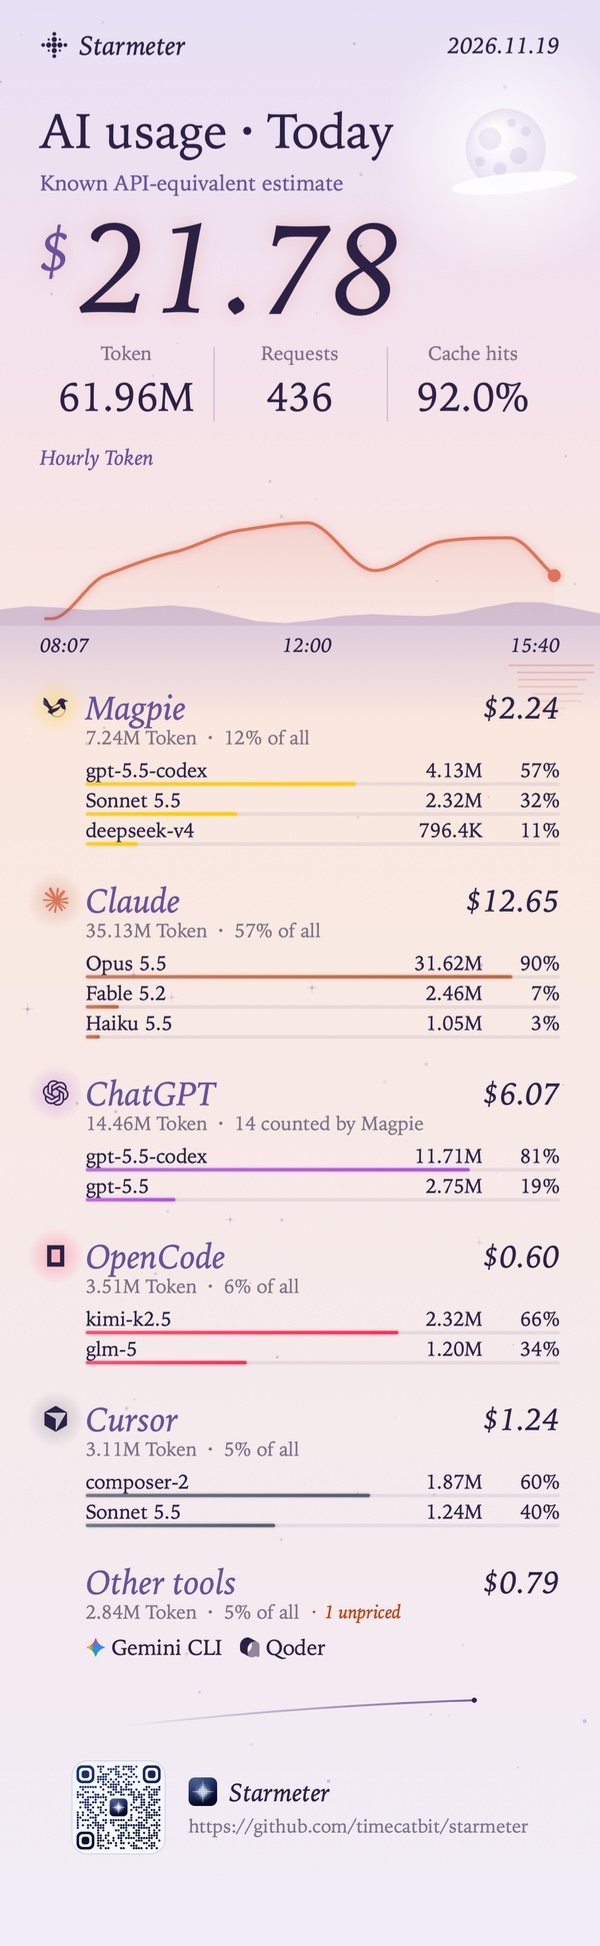 Starmeter 2026.11.19
AI usage · Today
Known API-equivalent estimate
$21.78
Token Requests Cache hits
61.96M 436 92.0%
Hourly Token
08:07 12:00 15:40
Magpie $2.24
7.24M Token · 12% of all
gpt-5.5-codex 4.13M 57%
Sonnet 5.5 2.32M 32%
deepseek-v4 796.4K 11%
Claude $12.65
35.13M Token · 57% of all
Opus 5.5 31.62M 90%
Fable 5.2 2.46M 7%
Haiku 5.5 1.05M 3%
ChatGPT $6.07
14.46M Token · 14 counted by Magpie
gpt-5.5-codex 11.71M 81%
gpt-5.5 2.75M 19%
OpenCode $0.60
3.51M Token · 6% of all
kimi-k2.5 2.32M 66%
glm-5 1.20M 34%
Cursor $1.24
3.11M Token · 5% of all
composer-2 1.87M 60%
Sonnet 5.5 1.24M 40%
Other tools $0.79
2.84M Token · 5% of all · 1 unpriced
Gemini CLI Qoder
Starmeter
https://github.com/timecatbit/starmeter